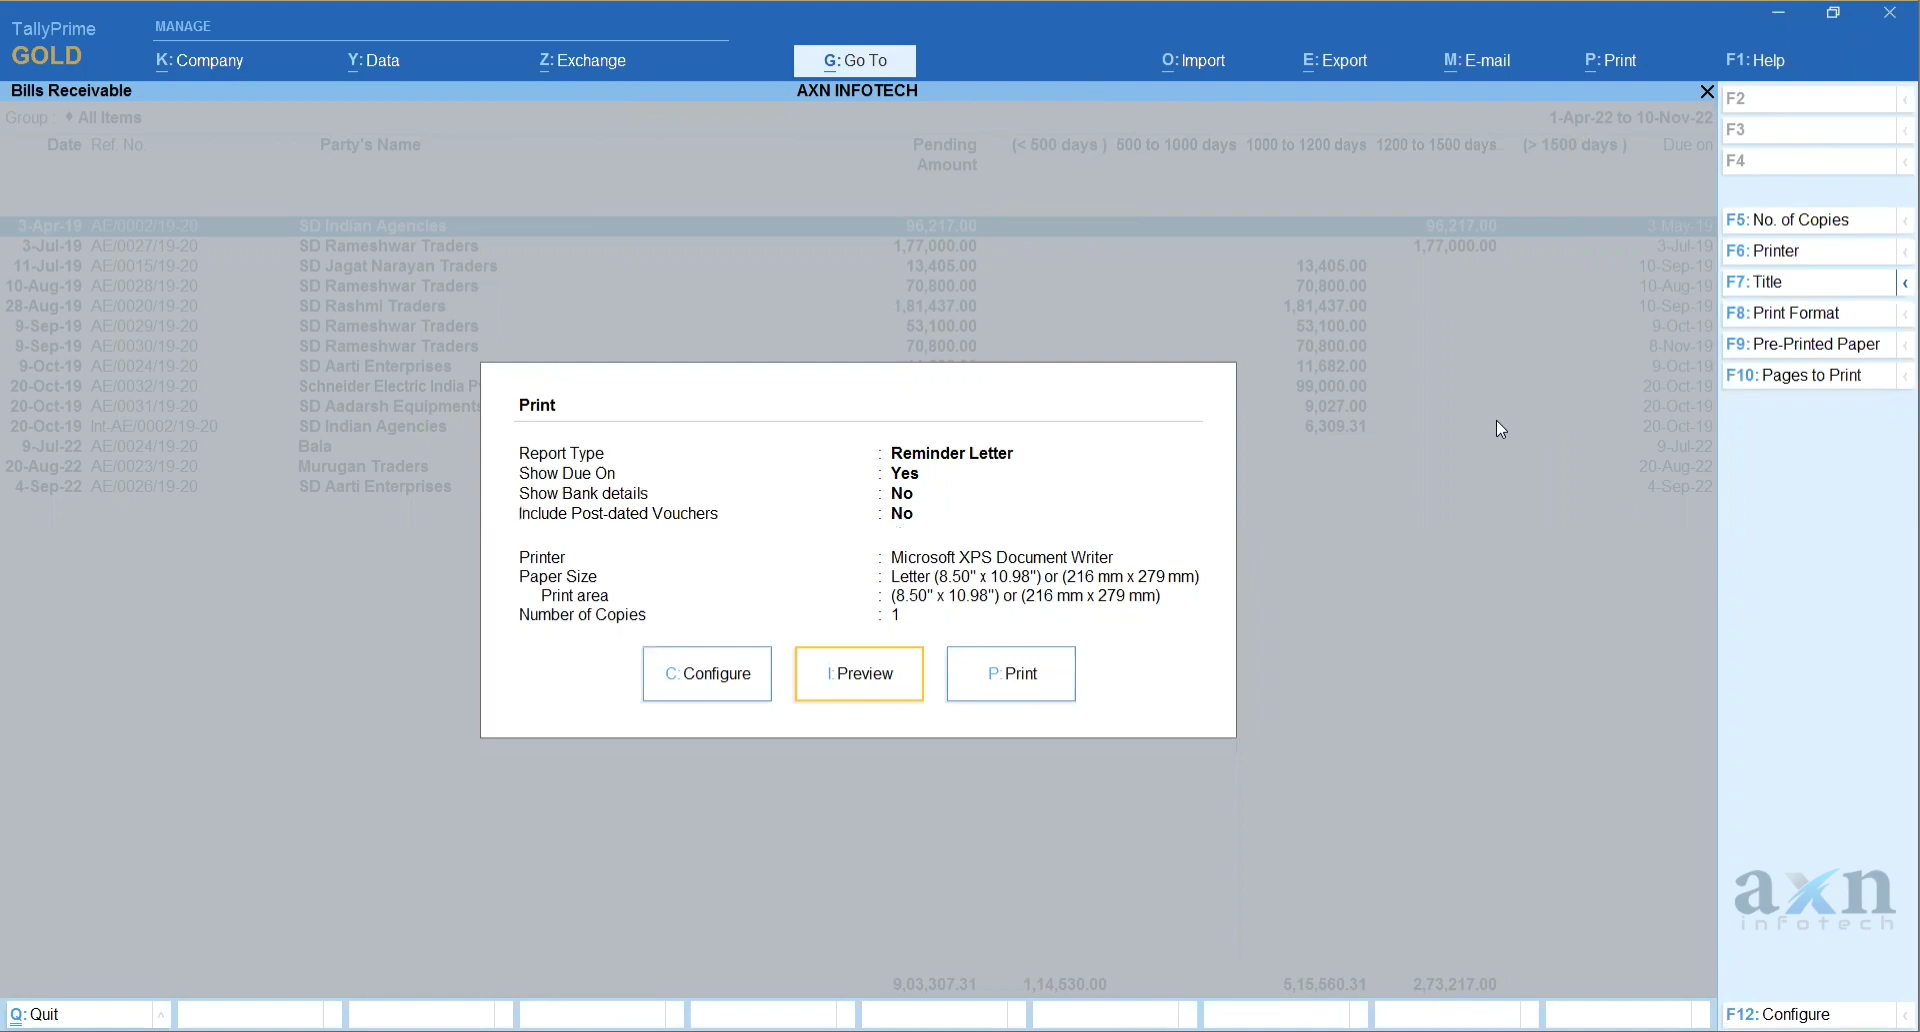 TallyPrime
GOLD
MANAGE
K: Company Y: Data Z: Exchange G: Go To O: Import E: Export M: E-mail P: Print F1: Help
Bills Receivable AXN INFOTECH
Group : ♦ All Items 1-Apr-22 to 10-Nov-22
Date Ref. No. Party's Name Pending (< 500 days ) 500 to 1000 days 1000 to 1200 days 1200 to 1500 days (> 1500 days ) Due on
Amount
3-Apr-19 AE/0002/19-20 SD Indian Agencies 96,217.00 96,217.00 3-May-19
3-Jul-19 AE/0027/19-20 SD Rameshwar Traders 1,77,000.00 1,77,000.00 3-Jul-19
11-Jul-19 AE/0015/19-20 SD Jagat Narayan Traders 13,405.00 13,405.00 10-Sep-19
10-Aug-19 AE/0028/19-20 SD Rameshwar Traders 70,800.00 70,800.00 10-Aug-19
28-Aug-19 AE/0020/19-20 SD Rashmi Traders 1,81,437.00 1,81,437.00 10-Sep-19
9-Sep-19 AE/0029/19-20 SD Rameshwar Traders 53,100.00 53,100.00 9-Oct-19
9-Sep-19 AE/0030/19-20 SD Rameshwar Traders 70,800.00 70,800.00 8-Nov-19
9-Oct-19 AE/0024/19-20 SD Aarti Enterprises 11,682.00 9-Oct-19
20-Oct-19 AE/0032/19-20 Schneider Electric India 99,000.00 20-Oct-19
20-Oct-19 AE/0031/19-20 SD Aadarsh Equipments 9,027.00 20-Oct-19
20-Oct-19 Int-AE/0002/19-20 SD Indian Agencies 6,309.31 20-Oct-19
9-Jul-22 AE/0024/19-20 Bala 9-Jul-22
20-Aug-22 AE/0023/19-20 Murugan Traders 20-Aug-22
4-Sep-22 AE/0026/19-20 SD Aarti Enterprises 4-Sep-22
9,03,307.31 1,14,530.00 5,15,560.31 2,73,217.00
Print
Report Type : Reminder Letter
Show Due On : Yes
Show Bank details : No
Include Post-dated Vouchers : No
Printer : Microsoft XPS Document Writer
Paper Size : Letter (8.50" x 10.98") or (216 mm x 279 mm)
Print area : (8.50" x 10.98") or (216 mm x 279 mm)
Number of Copies : 1
C: Configure I: Preview P: Print
F2
F3
F4
F5: No. of Copies
F6: Printer
F7: Title
F8: Print Format
F9: Pre-Printed Paper
F10: Pages to Print
axn
infotech
Q: Quit F12: Configure